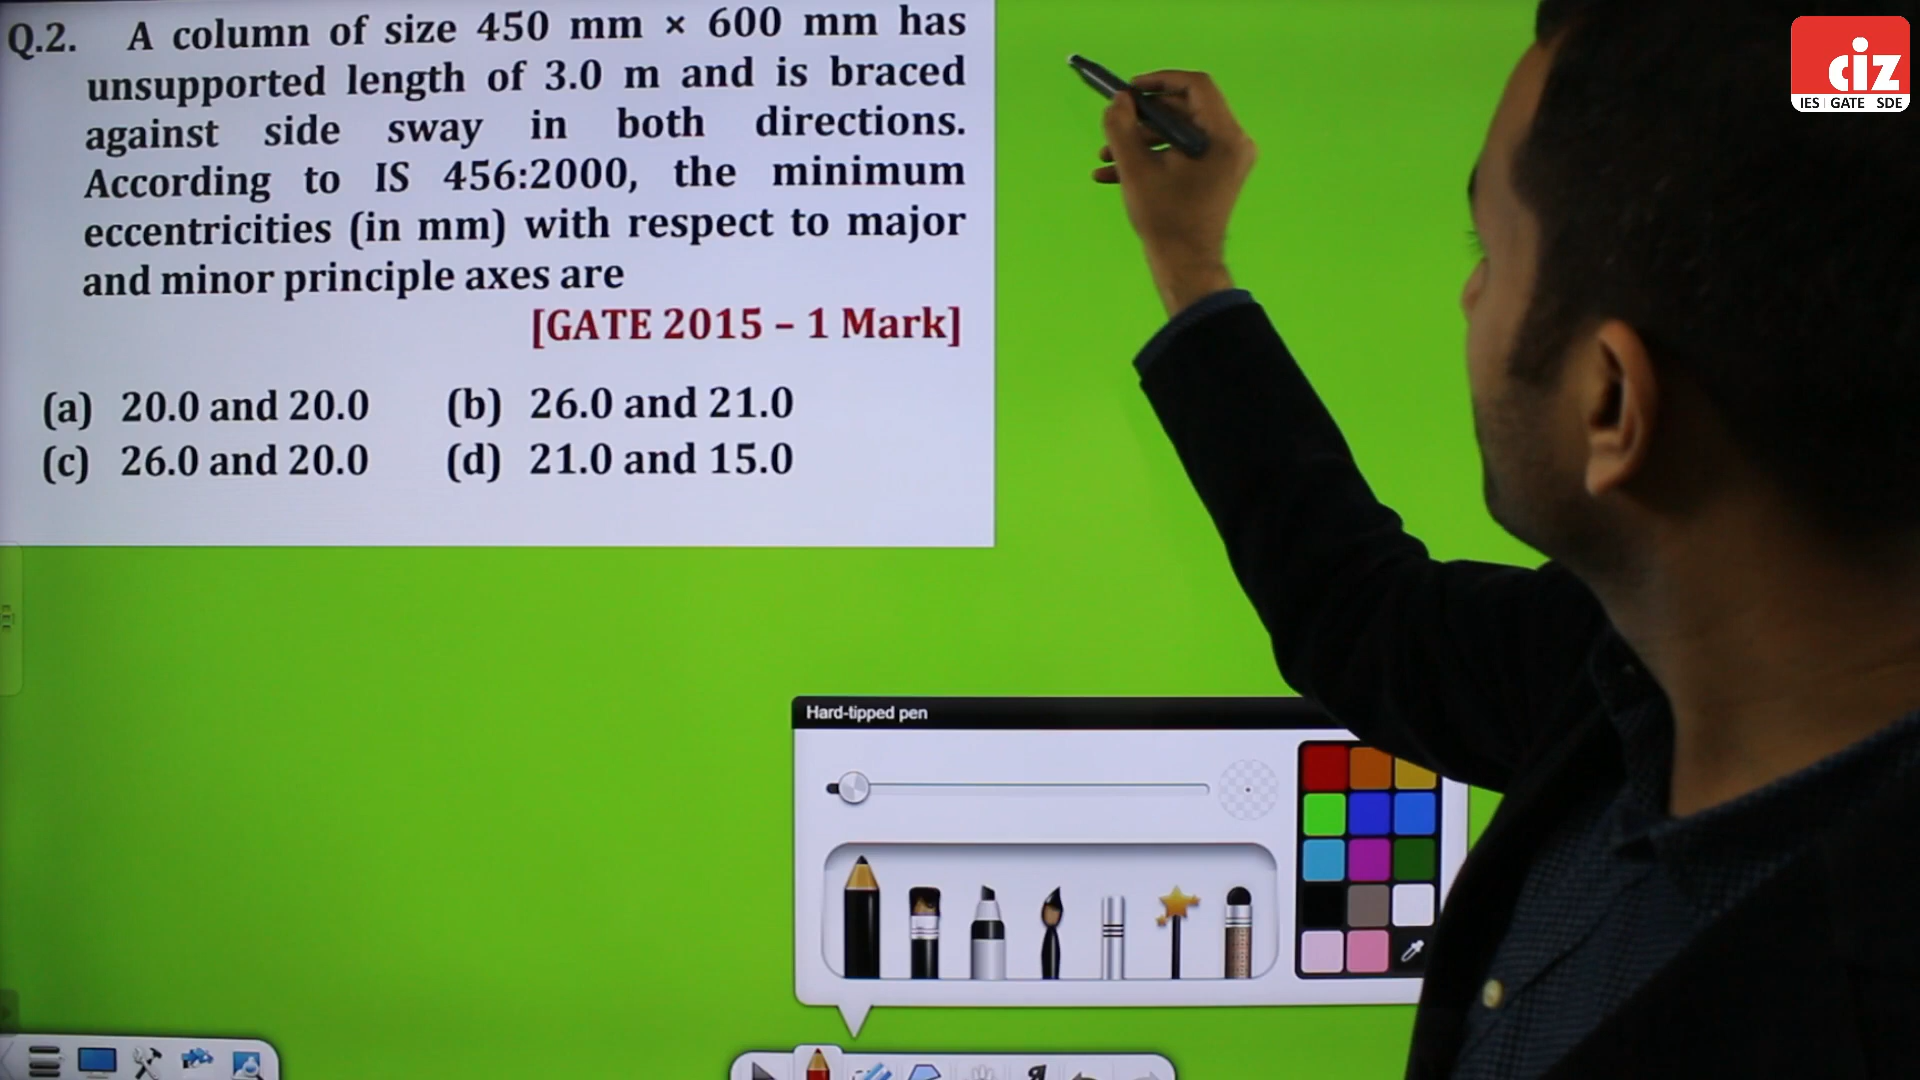 Q.2. A column of size 450 mm × 600 mm has
unsupported length of 3.0 m and is braced
against side sway in both directions.
According to IS 456:2000, the minimum
eccentricities (in mm) with respect to major
and minor principle axes are
[GATE 2015 – 1 Mark]
(a) 20.0 and 20.0 (b) 26.0 and 21.0
(c) 26.0 and 20.0 (d) 21.0 and 15.0
ciz
IES | GATE SDE
Hard-tipped pen